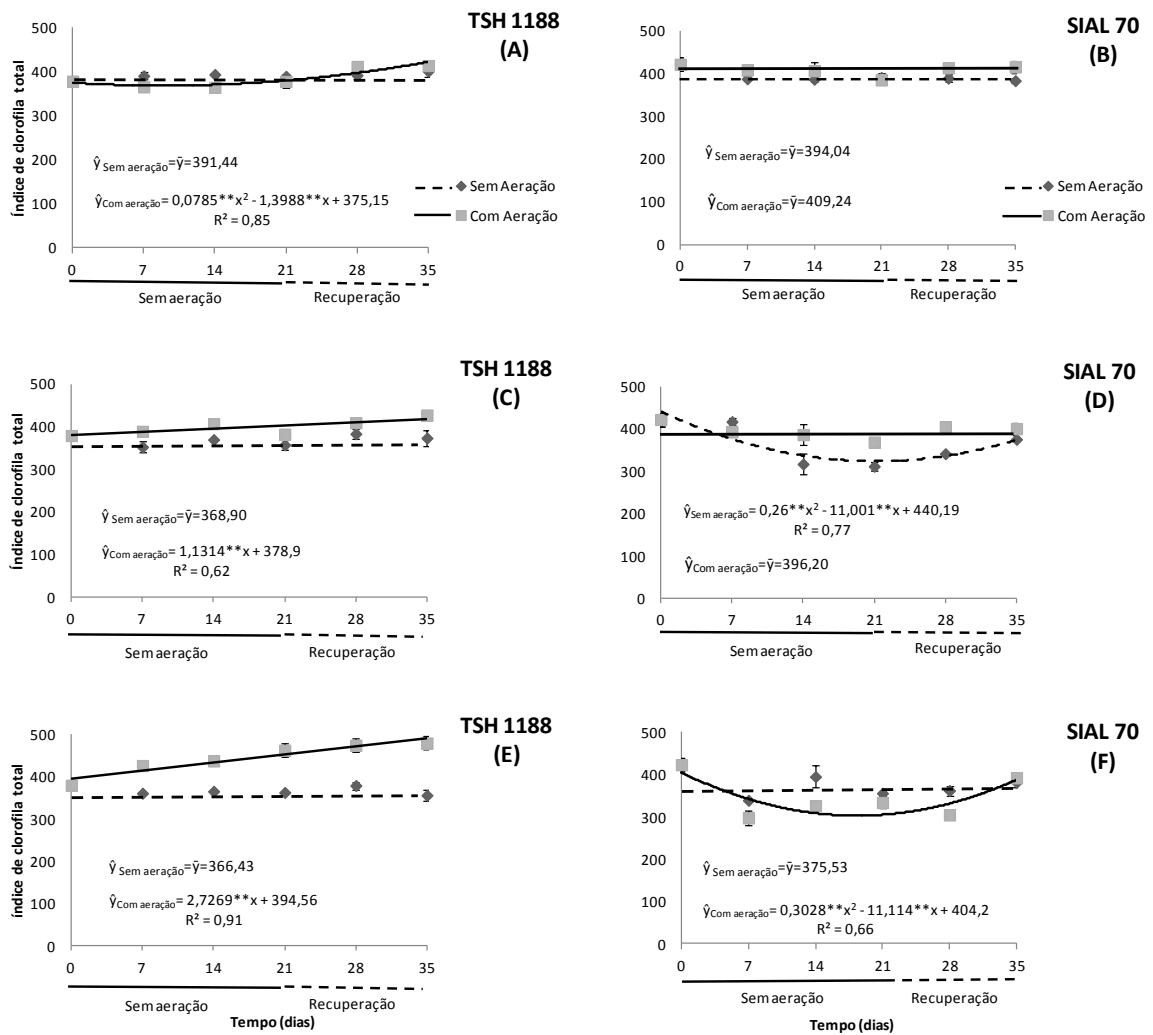 TSH 1188
(A)
Índice de clorofila total
500
400
300
200
100
0
ŷ Sem aeração=ȳ=391,44
ŷCom aeração= 0,0785**x² - 1,3988**x + 375,15
R² = 0,85
Sem Aeração
Com Aeração
0 7 14 21 28 35
Sem aeração Recuperação
SIAL 70
(B)
500
400
300
200
100
0
ŷ Sem aeração=ȳ=394,04
ŷCom aeração=ȳ=409,24
Sem Aeração
Com Aeração
0 7 14 21 28 35
Sem aeração Recuperação
TSH 1188
(C)
Índice de clorofila total
500
400
300
200
100
0
ŷ Sem aeração=ȳ=368,90
ŷCom aeração= 1,1314**x + 378,9
R² = 0,62
0 7 14 21 28 35
Sem aeração Recuperação
SIAL 70
(D)
500
400
300
200
100
0
ŷSem aeração= 0,26**x² - 11,001**x + 440,19
R² = 0,77
ŷCom aeração=ȳ=396,20
0 7 14 21 28 35
Sem aeração Recuperação
TSH 1188
(E)
índice de clorofila total
500
400
300
200
100
0
ŷ Sem aeração=ȳ=366,43
ŷCom aeração= 2,7269**x + 394,56
R² = 0,91
0 7 14 21 28 35
Sem aeração Recuperação
Tempo (dias)
SIAL 70
(F)
500
400
300
200
100
0
ŷ Sem aeração=ȳ=375,53
ŷCom aeração= 0,3028**x² - 11,114**x + 404,2
R² = 0,66
0 7 14 21 28 35
Sem aeração Recuperação
Tempo (dias)